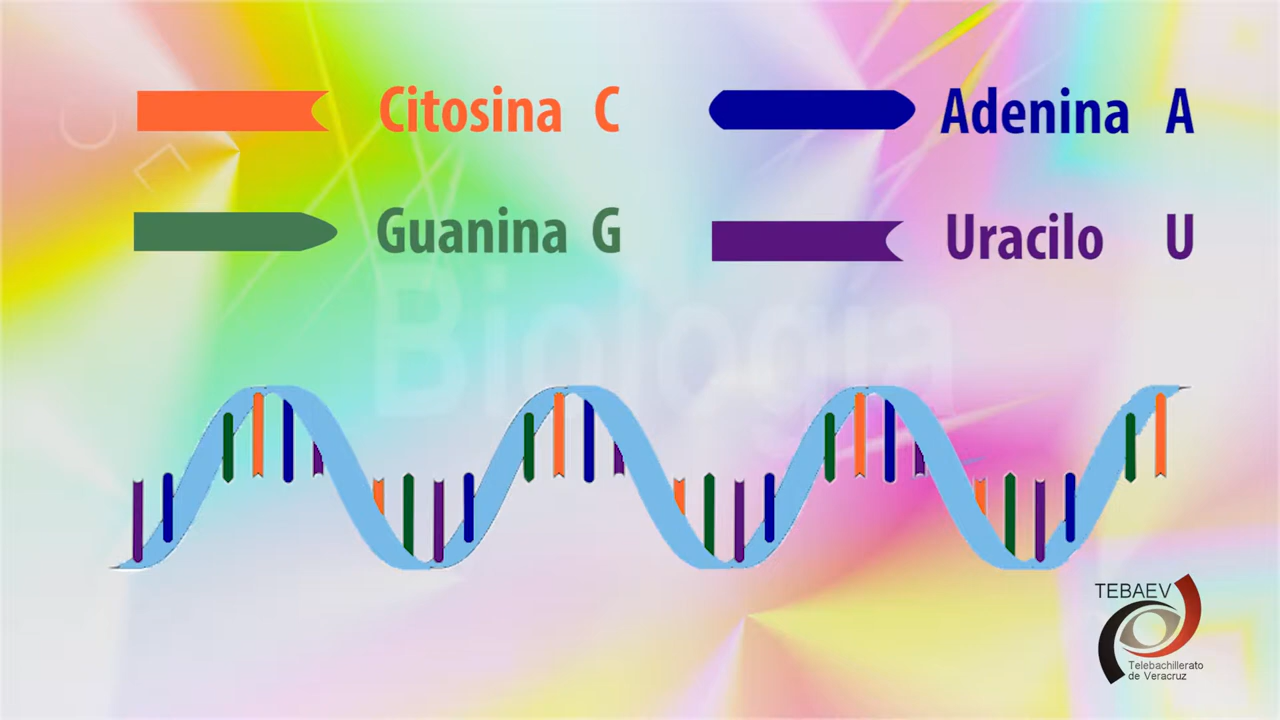 Citosina C
Adenina A
Guanina G
Uracilo U
Biología
TEBAEV
Telebachillerato
de Veracruz